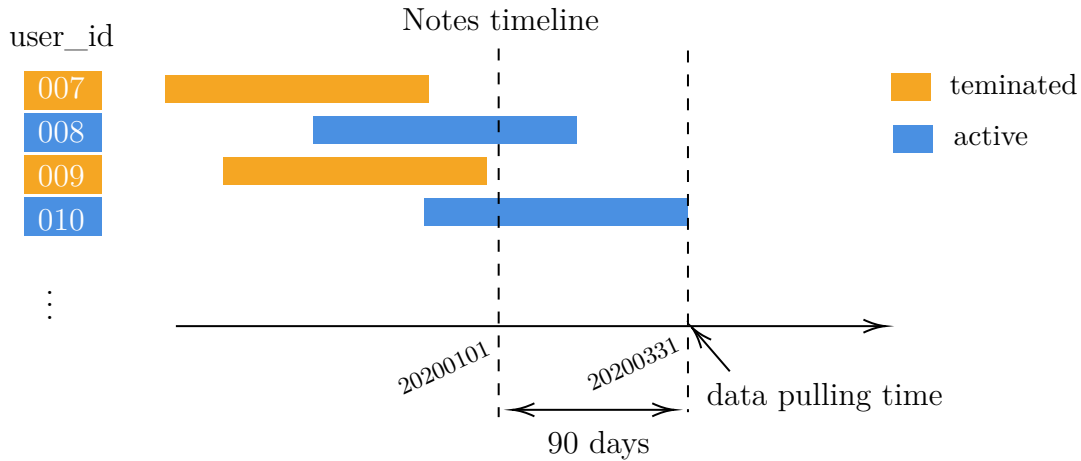 Notes timeline
user_id
007
008
009
010
⋮
teminated
active
20200101
20200331
data pulling time
90 days